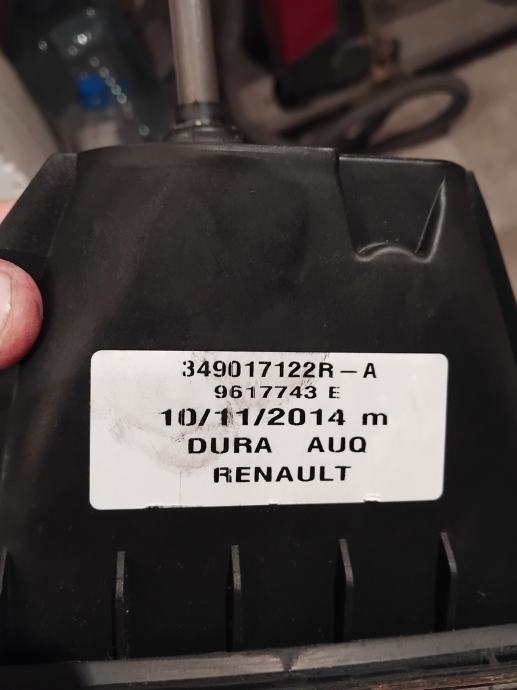 349017122R-A
9617743 E
10/11/2014 m
DURA AUQ
RENAULT